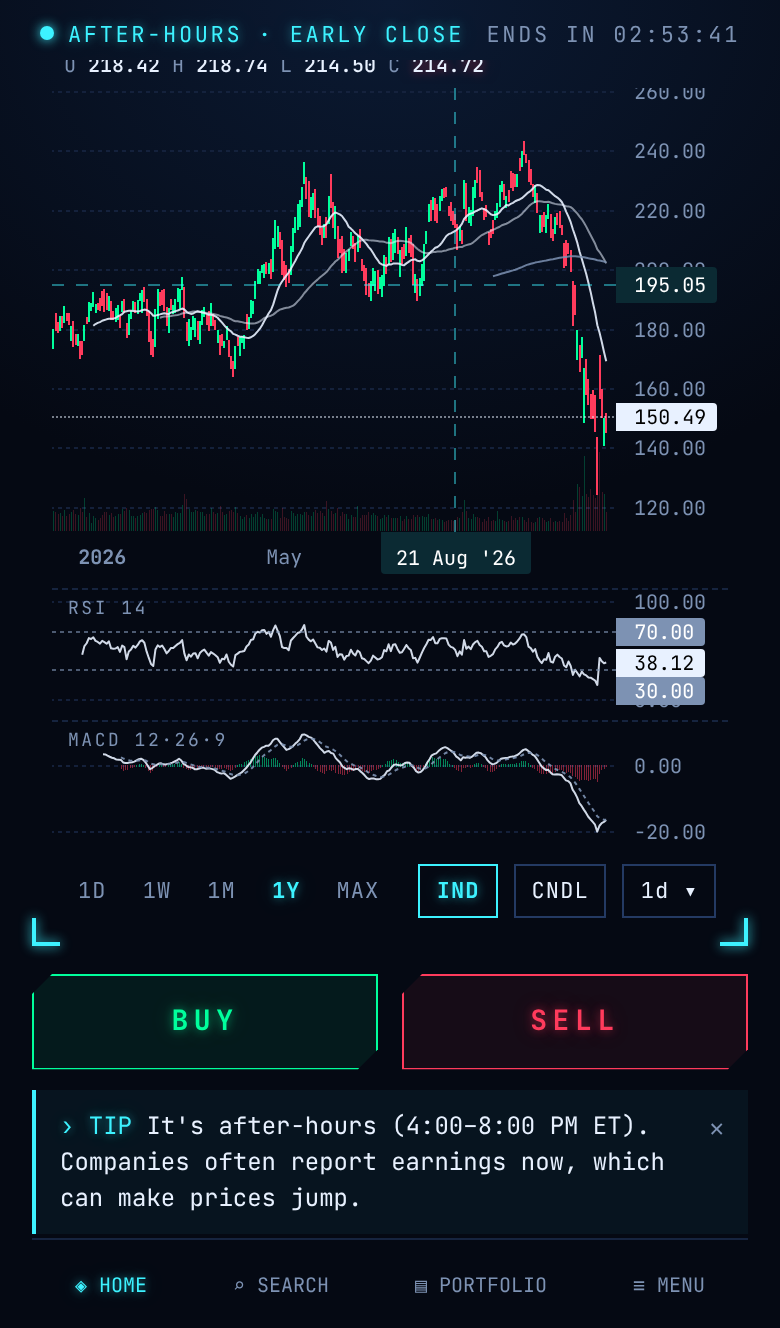 AFTER-HOURS · EARLY CLOSE ENDS IN 02:53:41
O 218.42 H 218.74 L 214.50 C 214.72
260.00
240.00
220.00
200.00
195.05
180.00
160.00
150.49
140.00
120.00
2026 May 21 Aug '26
RSI 14
100.00
70.00
38.12
30.00
0.00
MACD 12·26·9
0.00
-20.00
1D 1W 1M 1Y MAX IND CNDL 1d ▾
BUY SELL
› TIP It's after-hours (4:00–8:00 PM ET). ×
Companies often report earnings now, which
can make prices jump.
◈ HOME ⌕ SEARCH ▤ PORTFOLIO ≡ MENU